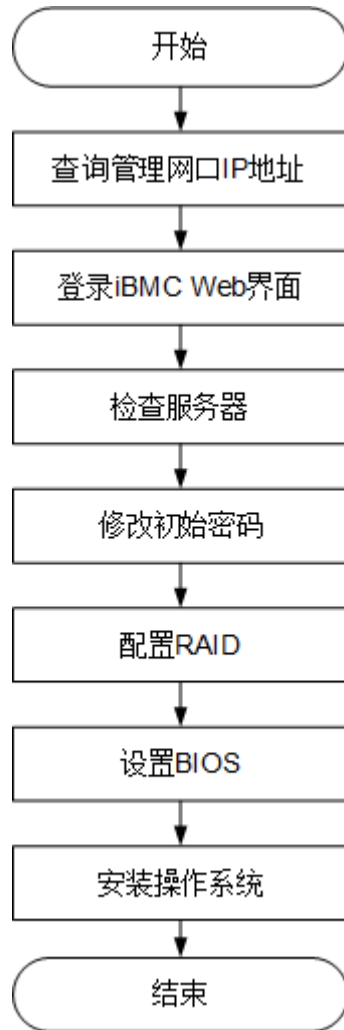 开始
查询管理网口IP地址
登录iBMC Web界面
检查服务器
修改初始密码
配置RAID
设置BIOS
安装操作系统
结束